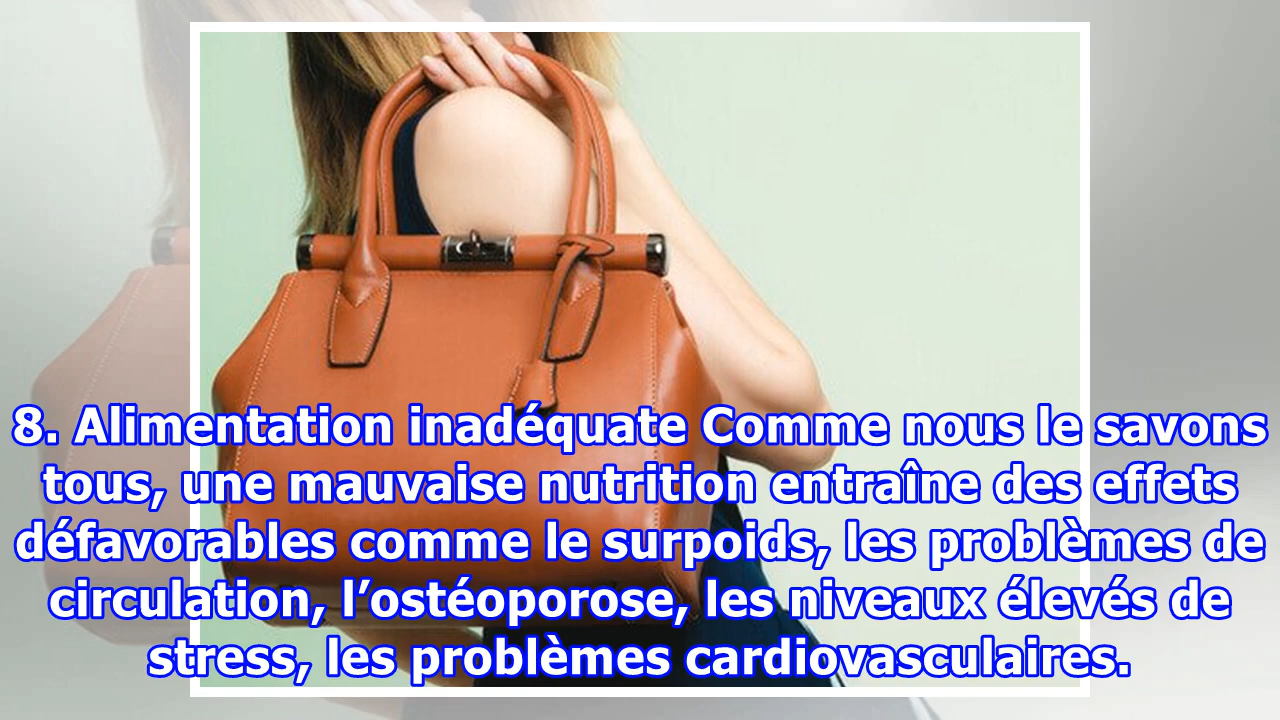 8. Alimentation inadéquate Comme nous le savons
tous, une mauvaise nutrition entraîne des effets
défavorables comme le surpoids, les problèmes de
circulation, l’ostéoporose, les niveaux élevés de
stress, les problèmes cardiovasculaires.